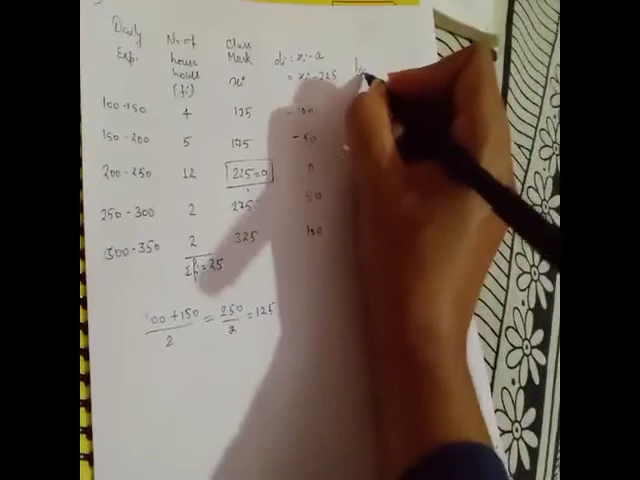 Daily No. of Class di = xi - a
Exp. house Mark = xi - 225
holds xi
(fi)
100-150 4 125 -100
150-200 5 175 -50
200-250 12 225=a 0
250-300 2 275 50
300-350 2 325 100
Σfi = 25
100+150 / 2 = 250 / 2 = 125